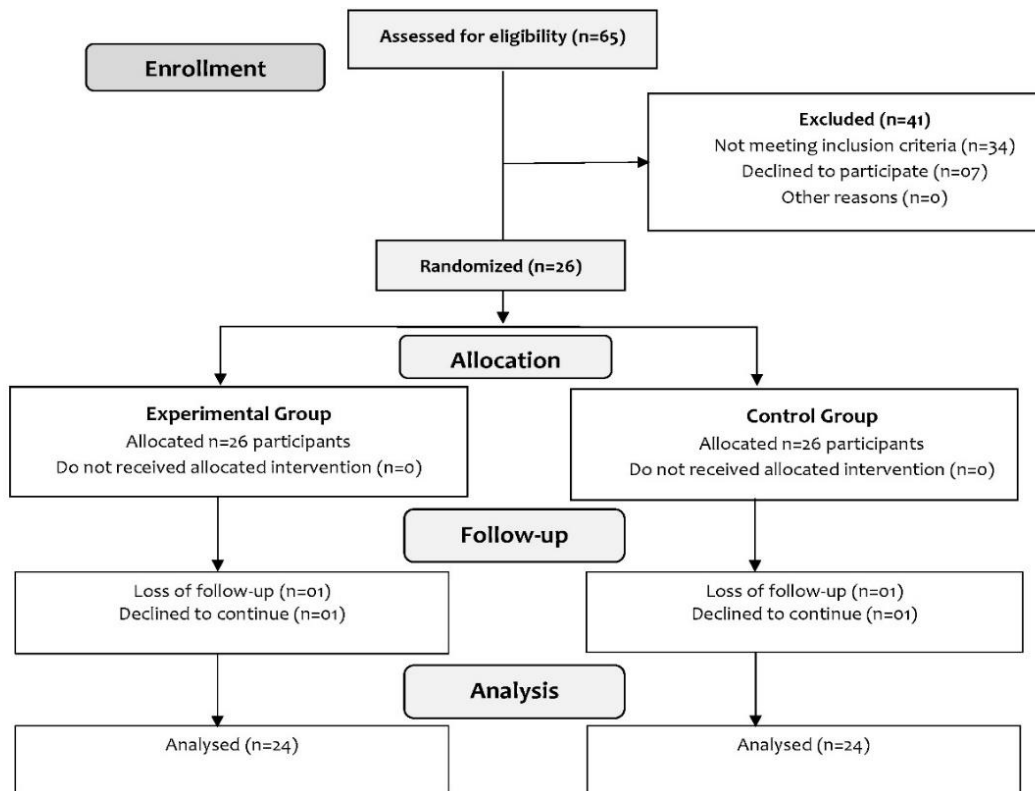 Assessed for eligibility (n=65)
Enrollment
Excluded (n=41)
Not meeting inclusion criteria (n=34)
Declined to participate (n=07)
Other reasons (n=0)
Randomized (n=26)
Allocation
Experimental Group
Allocated n=26 participants
Do not received allocated intervention (n=0)
Control Group
Allocated n=26 participants
Do not received allocated intervention (n=0)
Follow-up
Loss of follow-up (n=01)
Declined to continue (n=01)
Loss of follow-up (n=01)
Declined to continue (n=01)
Analysis
Analysed (n=24)
Analysed (n=24)